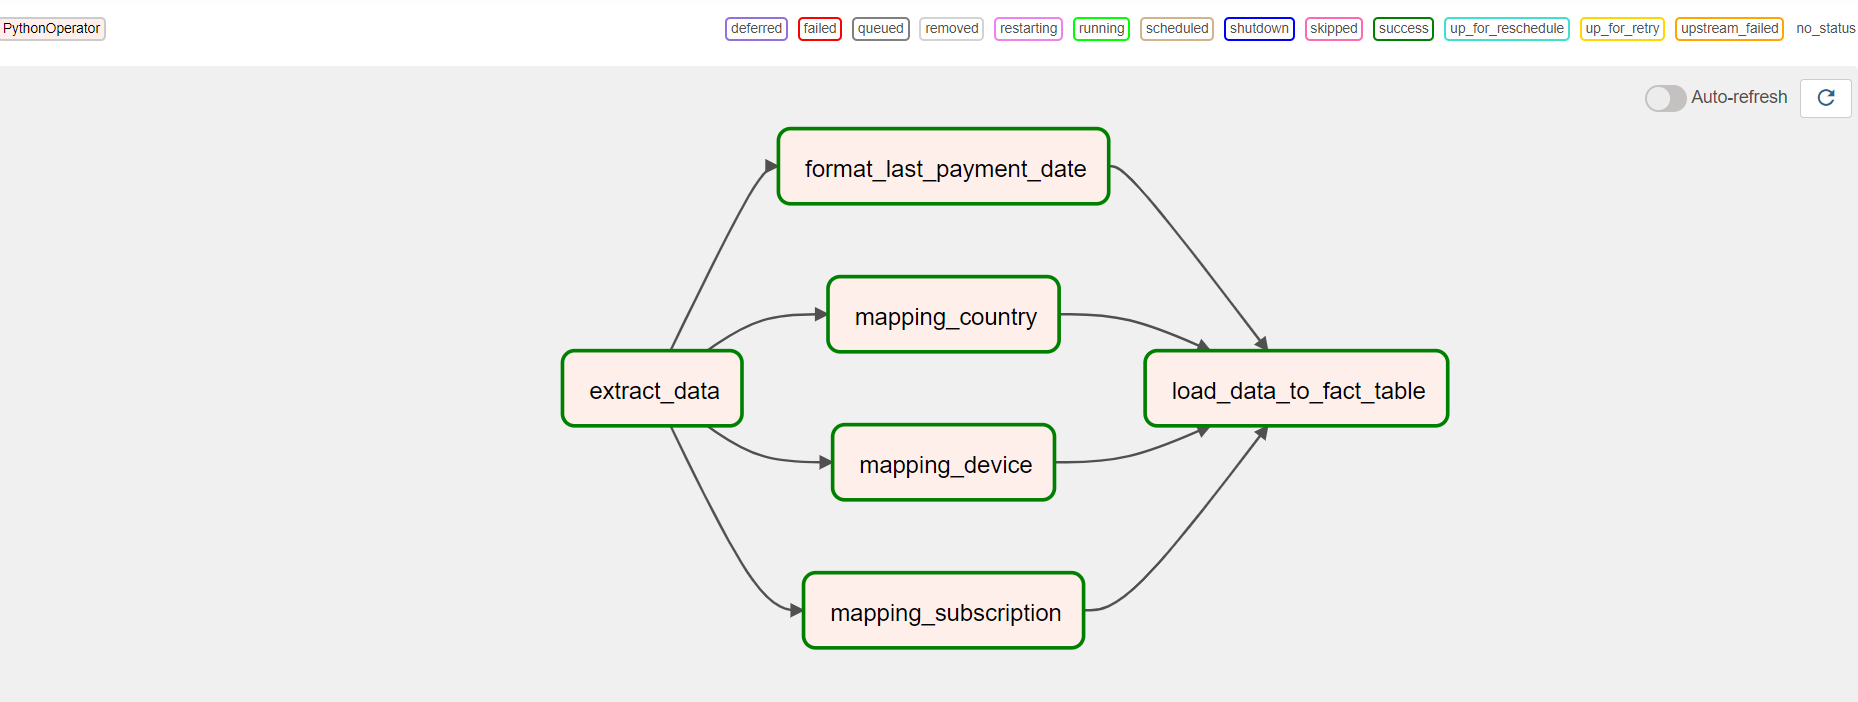 PythonOperator
deferred failed queued removed restarting running scheduled shutdown skipped success up_for_reschedule up_for_retry upstream_failed no_status
Auto-refresh
format_last_payment_date
mapping_country
extract_data
load_data_to_fact_table
mapping_device
mapping_subscription